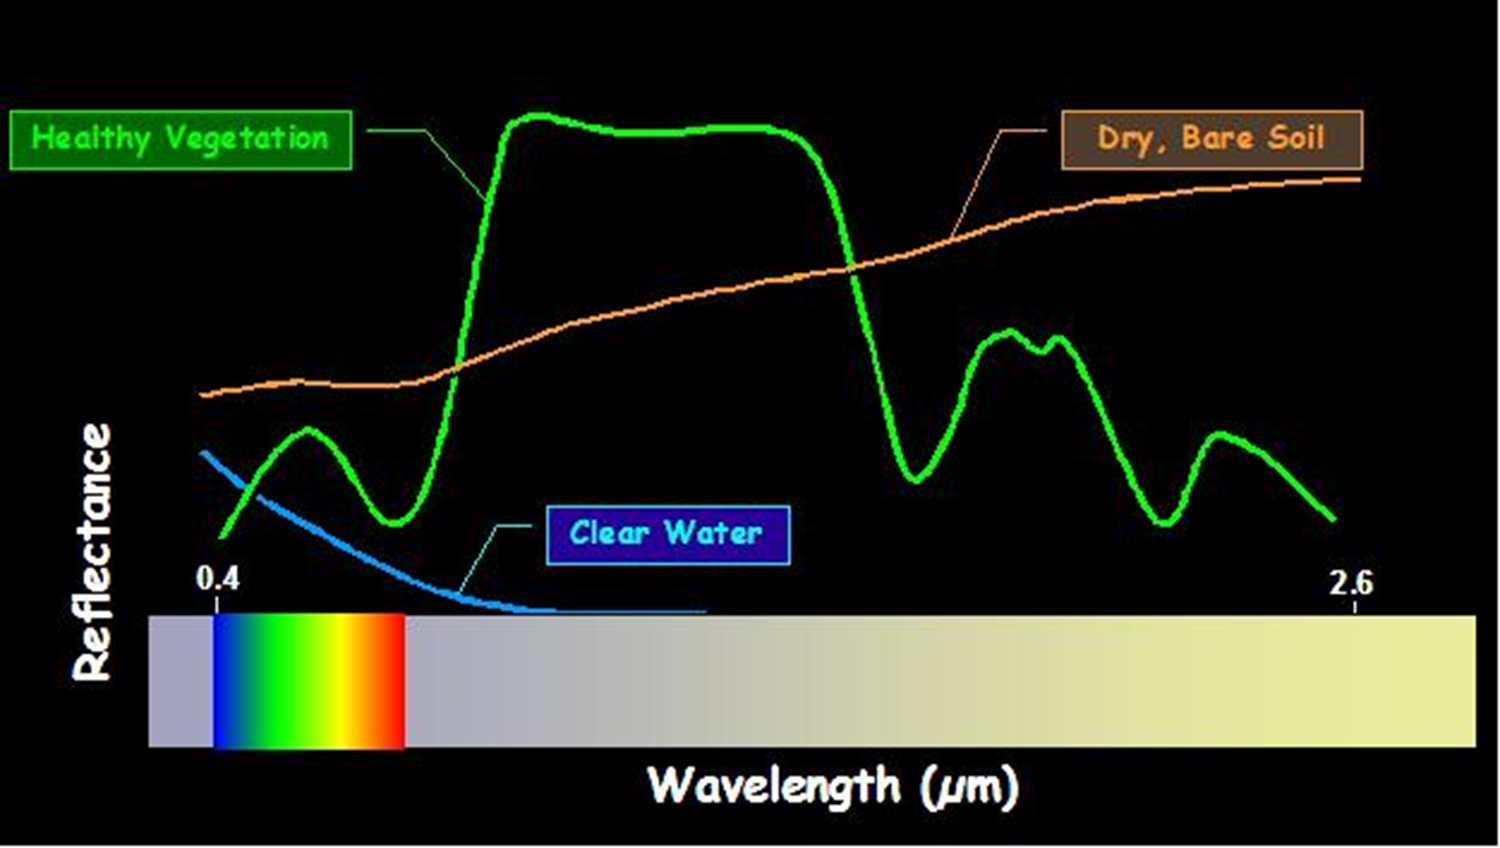 Healthy Vegetation
Dry, Bare Soil
Clear Water
Reflectance
0.4
2.6
Wavelength (µm)